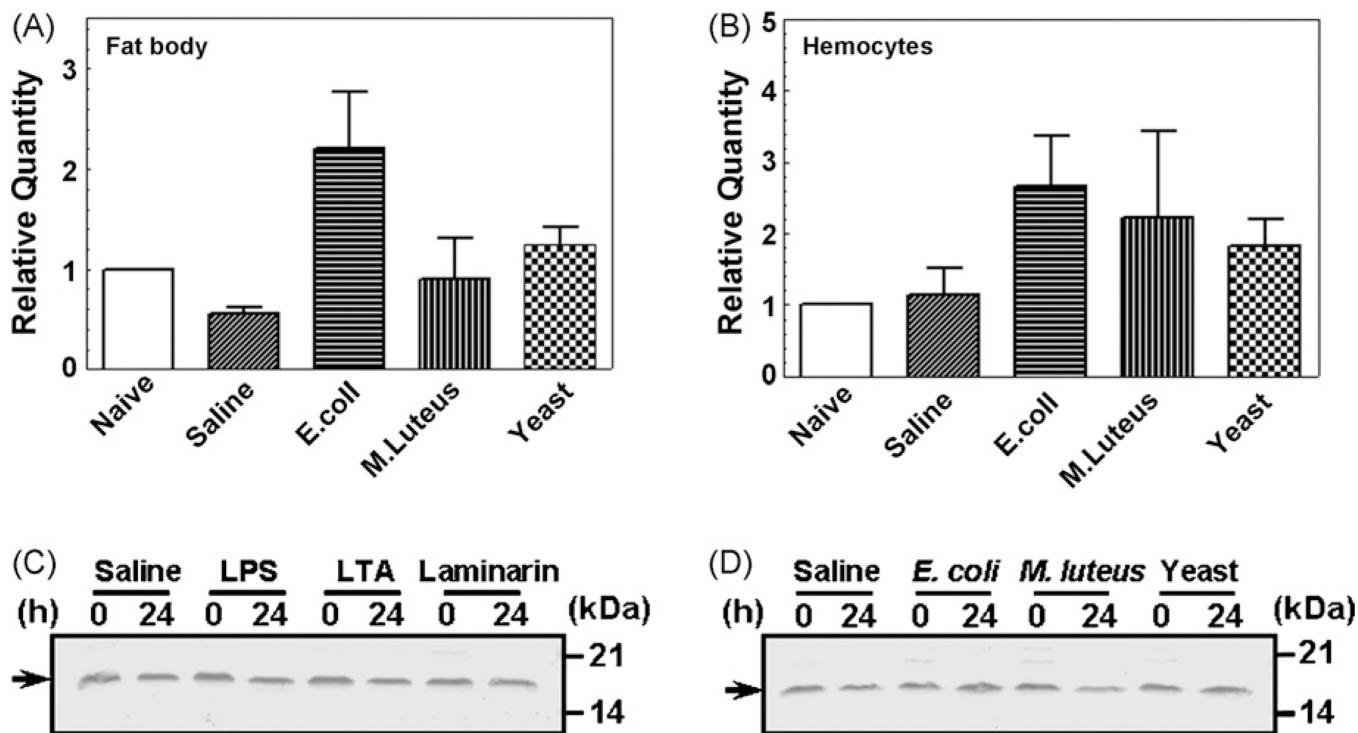 (A)
Fat body
Relative Quantity
3
2
1
0
Naive
Saline
E.coll
M.Luteus
Yeast
(B)
Hemocytes
Relative Quantity
5
4
3
2
1
0
Naive
Saline
E.coll
M.Luteus
Yeast
(C)
Saline LPS LTA Laminarin
(h) 0 24 0 24 0 24 0 24 (kDa)
21
14
(D)
Saline E. coli M. luteus Yeast
(h) 0 24 0 24 0 24 0 24 (kDa)
21
14